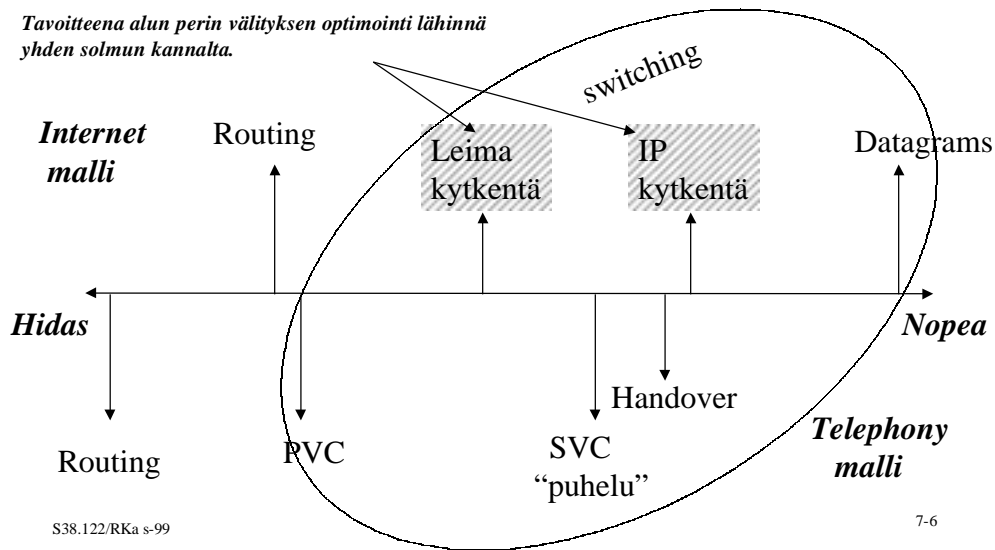 Tavoitteena alun perin välityksen optimointi lähinnä
yhden solmun kannalta.
switching
Internet
malli
Routing
Leima
kytkentä
IP
kytkentä
Datagrams
Hidas
Nopea
Routing
PVC
SVC
“puhelu”
Handover
Telephony
malli
S38.122/RKa s-99
7-6